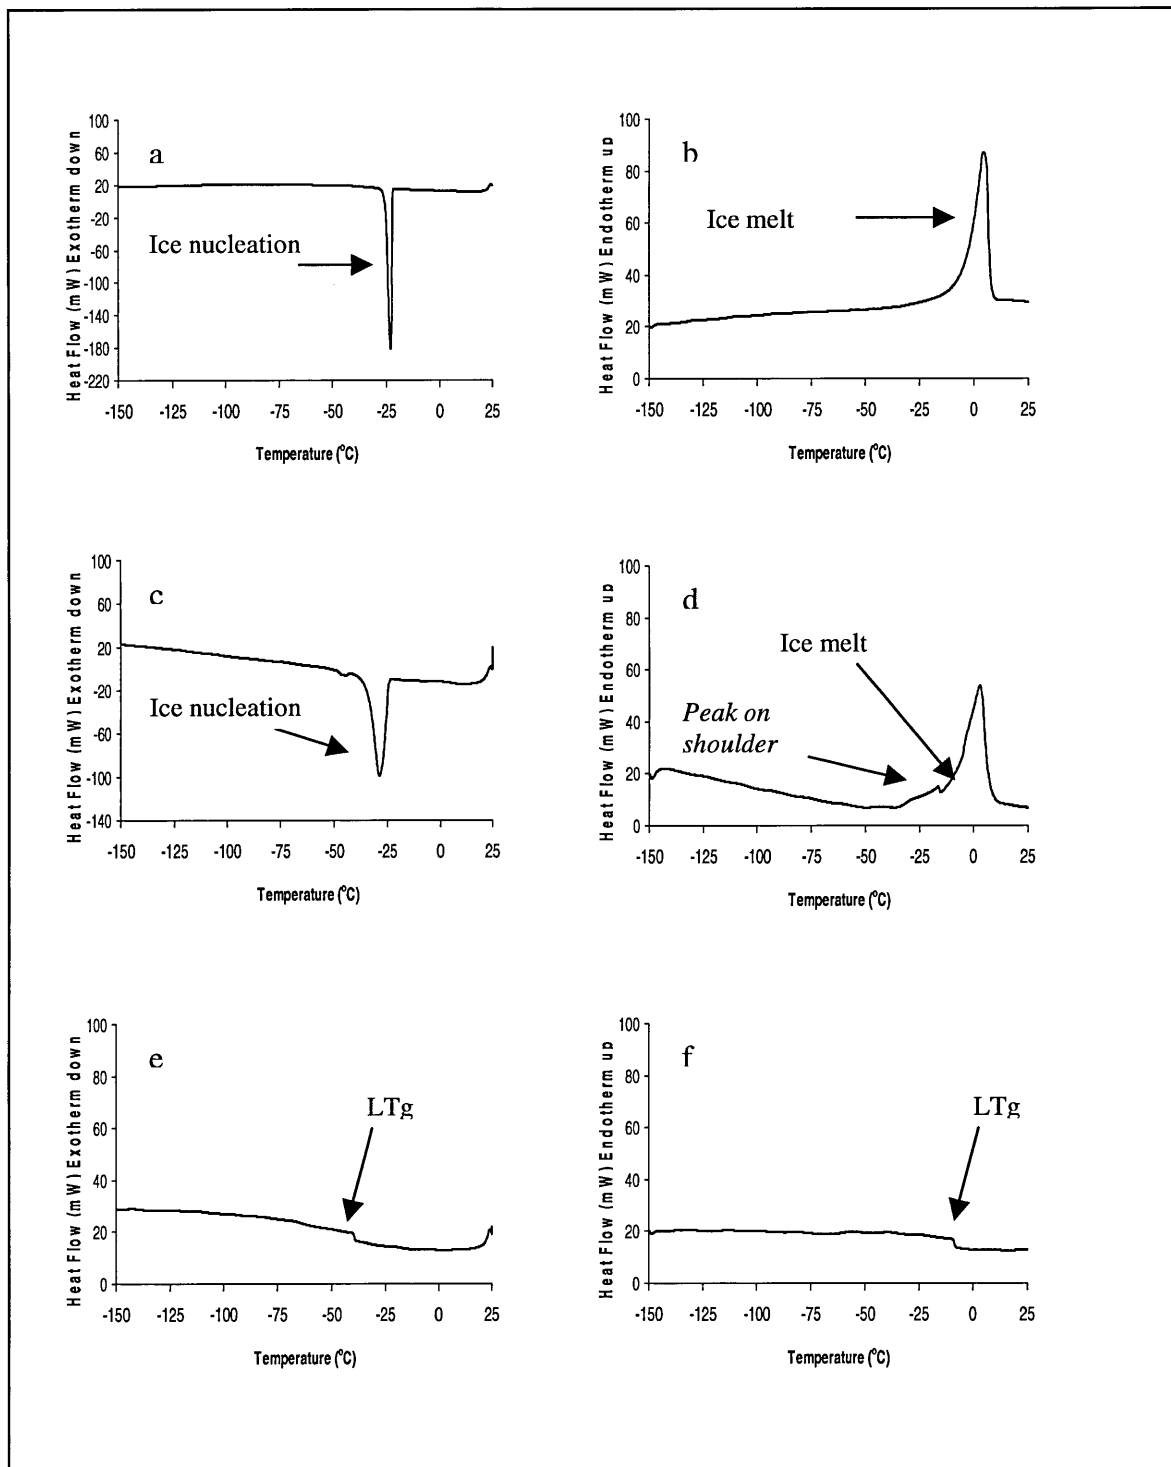 a
Heat Flow (mW) Exotherm down
100
60
20
-20
-60
-100
-140
-180
-220
Ice nucleation
-150 -125 -100 -75 -50 -25 0 25
Temperature (°C)
b
Heat Flow (mW) Endotherm up
100
80
60
40
20
0
Ice melt
-150 -125 -100 -75 -50 -25 0 25
Temperature (°C)
c
Heat Flow (mW) Exotherm down
100
60
20
-20
-60
-100
-140
Ice nucleation
-150 -125 -100 -75 -50 -25 0 25
Temperature (°C)
d
Heat Flow (mW) Endotherm up
100
80
60
40
20
0
Ice melt
Peak on
shoulder
-150 -125 -100 -75 -50 -25 0 25
Temperature (°C)
e
Heat Flow (mW) Exotherm down
100
80
60
40
20
0
LTg
-150 -125 -100 -75 -50 -25 0 25
Temperature (°C)
f
Heat Flow (mW) Endotherm up
100
80
60
40
20
0
LTg
-150 -125 -100 -75 -50 -25 0 25
Temperature (°C)